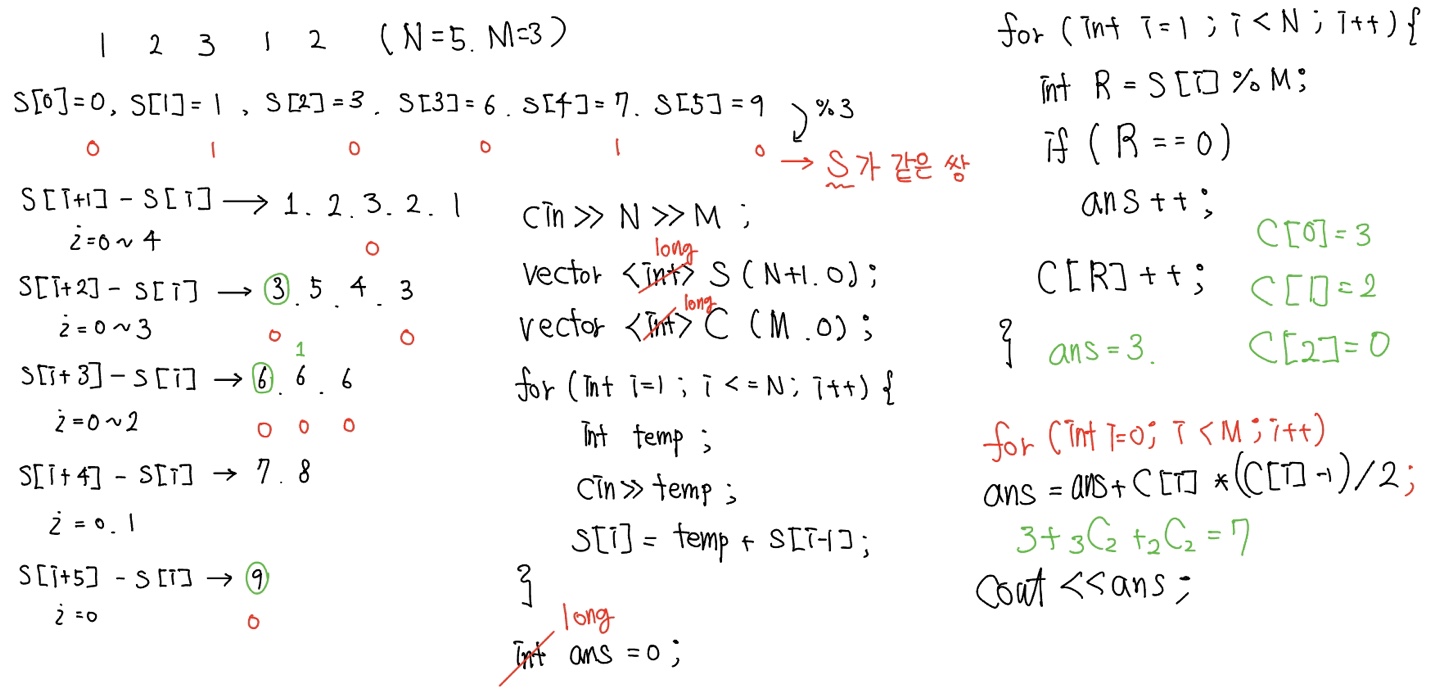 1 2 3 1 2 (N=5. M=3)
S[0]=0, S[1]=1, S[2]=3. S[3]=6. S[4]=7. S[5]=9 %3
0 1 0 0 1 0 → S가 같은 쌍
S[i+1] - S[i] → 1. 2. 3. 2. 1
i=0~4 0
S[i+2] - S[i] → 3. 5. 4. 3
i=0~3 0 0
1
S[i+3] - S[i] → 6. 6. 6
i=0~2 0 0 0
S[i+4] - S[i] → 7. 8
i=0.1
S[i+5] - S[i] → 9
i=0 0
cin >> N >> M ;
long
vector <int> S (N+1.0);
long
vector <int> C (M.0);
for (int i=1 ; i <=N; i++) {
int temp ;
cin >> temp ;
S[i] = temp + S[i-1];
}
long
int ans =0 ;
for (int i=1 ; i<N ; i++) {
int R = S[i] % M;
if (R == 0)
ans ++ ;
C[R]++ ;
}
ans=3.
C[0]=3
C[1]=2
C[2]=0
for (int i=0; i<M; i++)
ans = ans + C[i] * (C[i]-1)/2;
3+₃C₂+₂C₂=7
cout <<ans ;